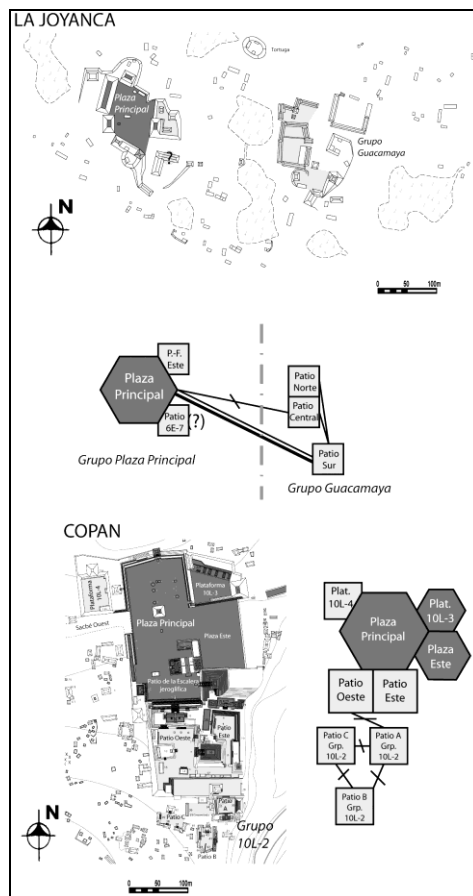 LA JOYANCA
Tortuga
Plaza
Principal
Grupo
Guacamaya
N
0
50
100m
P.-F.
Este
Plaza
Principal
Patio
6E-7
(?)
Patio
Norte
Patio
Central
Patio
Sur
Grupo Plaza Principal
Grupo Guacamaya
COPAN
Plataforma
10L-4
Plataforma
10L-3
Plaza
Principal
Sacbé Ouest
Plaza Este
Patio de la Escalera
Jeroglífica
Patio Oeste
Patio
Este
Patio C
Patio
A
Patio B
Grupo
10L-2
N
0
50
100m
Plat.
10L-4
Plaza
Principal
Plat.
10L-3
Plaza
Este
Patio
Oeste
Patio
Este
Patio C
Grp.
10L-2
Patio A
Grp.
10L-2
Patio B
Grp.
10L-2